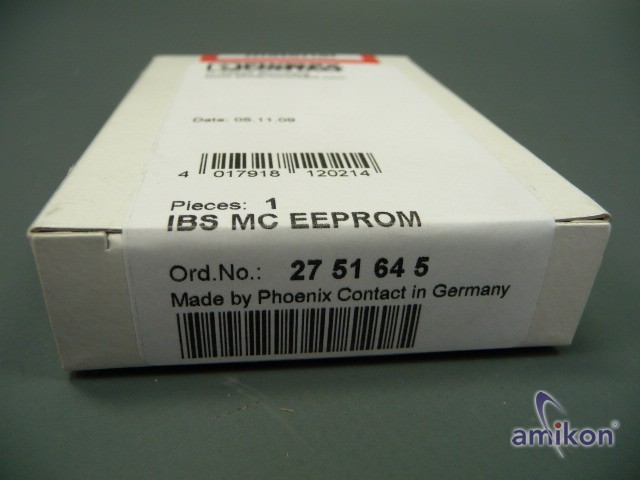 Date: 05.11.09
4 017918 120214
Pieces: 1
IBS MC EEPROM
Ord.No.: 27 51 64 5
Made by Phoenix Contact in Germany
amikon